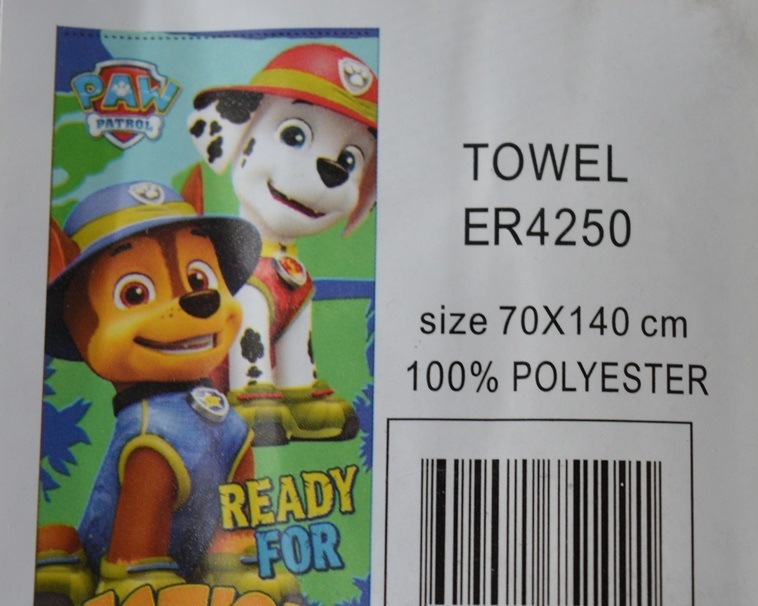 PAW
PATROL
READY
FOR
TOWEL
ER4250
size 70X140 cm
100% POLYESTER